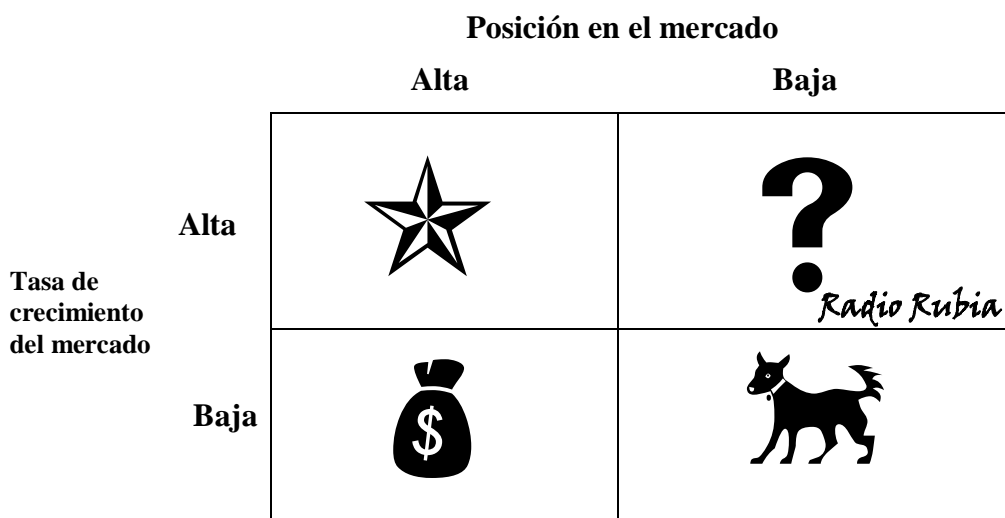 Posición en el mercado
Alta Baja
Alta
?
Radio Rubia
Tasa de
crecimiento
del mercado
Baja
$